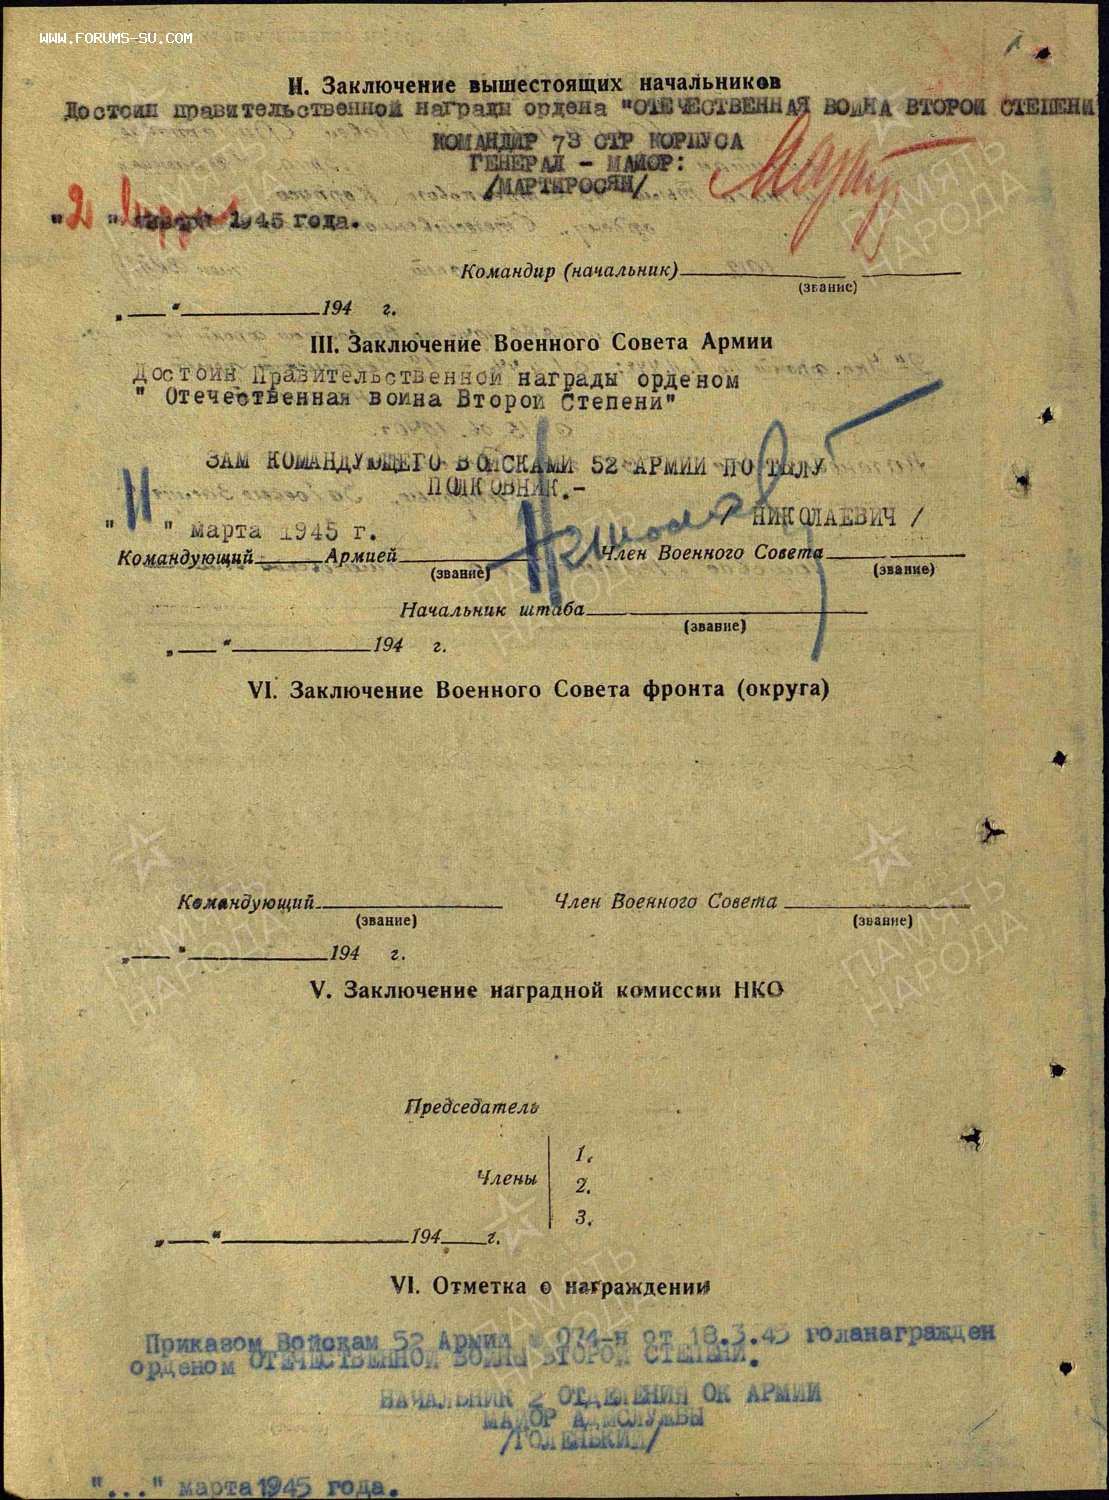 WWW.FORUMS-SU.COM
И. Заключение вышестоящих начальников
Достоин правительственной награды ордена "ОТЕЧЕСТВЕННАЯ ВОЙНА ВТОРОЙ СТЕПЕНИ
КОМАНДИР 73 СТР КОРПУСА
ГЕНЕРАЛ - МАЙОР:
/МАРТИРОСЯН/
"2" 1945 года.
Командир (начальник)
(звание)
„ “ 194 г.
III. Заключение Военного Совета Армии
Достоин Правительственной награды орденом
" Отечественная война Второй Степени"
ЗАМ КОМАНДУЮЩЕГО ВОЙСКАМИ 52 АРМИИ ПО ТЫЛУ
ПОЛКОВНИК.-
/ НИКОЛАЕВИЧ /
"11" марта 1945 г.
Командующий Армией Член Военного Совета
(звание) (звание)
Начальник штаба
(звание)
„ “ 194 г.
VI. Заключение Военного Совета фронта (округа)
Командующий Член Военного Совета
(звание) (звание)
„ “ 194 г.
V. Заключение наградной комиссии НКО
Председатель
1.
Члены
2.
3.
„ “ 194 г.
VI. Отметка о награждении
Приказом Войскам 52 Армии 074-н от 18.3.45 гола награжден
орденом ОТЕЧЕСТВЕННОЙ ВОЙНЫ ВТОРОЙ СТЕПЕНИ.
НАЧАЛЬНИК 2 ОТДЕЛЕНИЯ ОК АРМИИ
МАЙОР АДМСЛУЖБЫ
/ГОЛЕНЬКИЙ/
"..." марта 1945 года.
ПАМЯТЬ НАРОДА